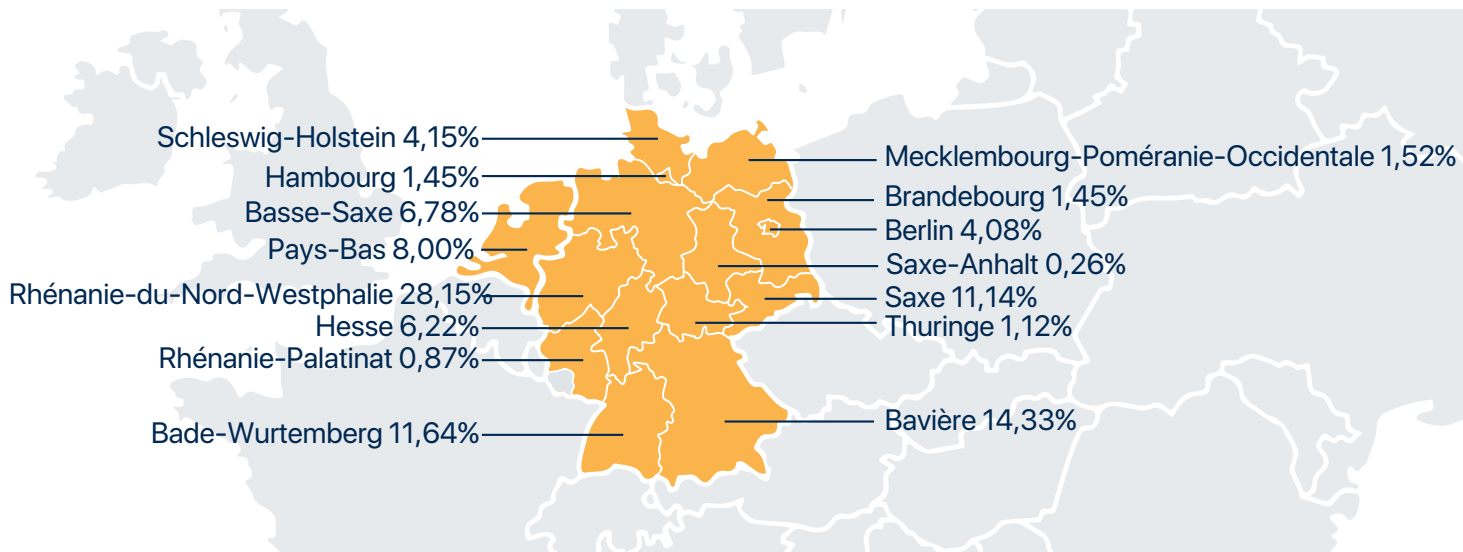 Schleswig-Holstein 4,15%
Hambourg 1,45%
Basse-Saxe 6,78%
Pays-Bas 8,00%
Rhénanie-du-Nord-Westphalie 28,15%
Hesse 6,22%
Rhénanie-Palatinat 0,87%
Bade-Wurtemberg 11,64%
Mecklembourg-Poméranie-Occidentale 1,52%
Brandebourg 1,45%
Berlin 4,08%
Saxe-Anhalt 0,26%
Saxe 11,14%
Thuringe 1,12%
Bavière 14,33%